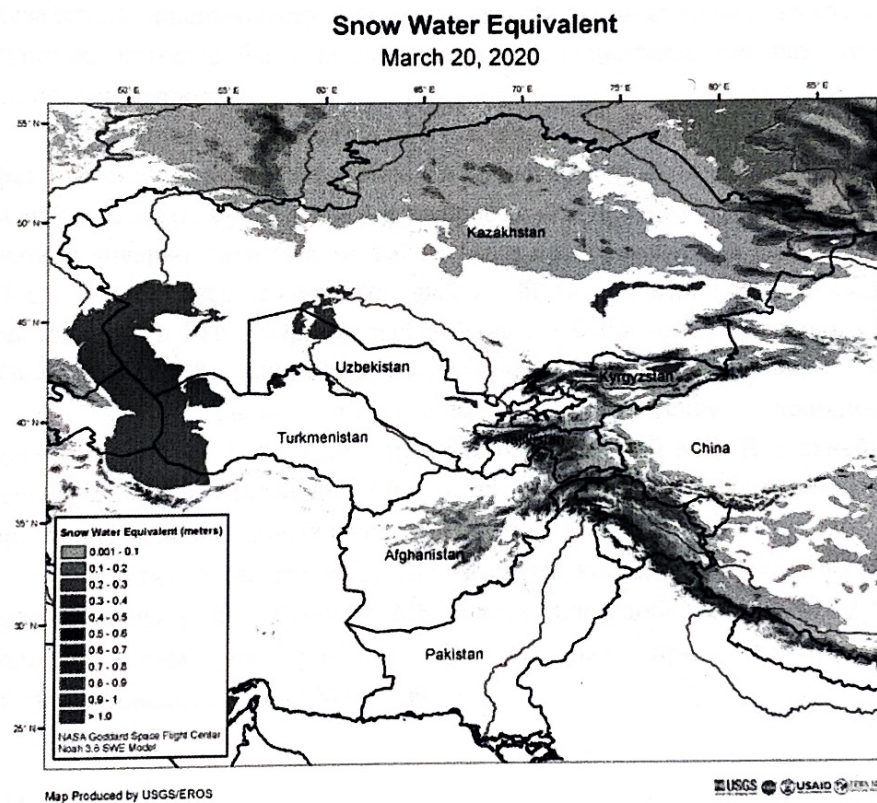 Snow Water Equivalent
March 20, 2020
50° E 55° E 60° E 65° E 70° E 75° E 80° E 85° E
55° N
50° N
Kazakhstan
45° N
Uzbekistan
Kyrgyzstan
40° N
Turkmenistan
China
35° N
Afghanistan
30° N
Pakistan
25° N
Snow Water Equivalent (meters)
0.001 - 0.1
0.1 - 0.2
0.2 - 0.3
0.3 - 0.4
0.4 - 0.5
0.5 - 0.6
0.6 - 0.7
0.7 - 0.8
0.8 - 0.9
0.9 - 1
> 1.0
NASA Goddard Space Flight Center
Noah 3.6 SWE Model
Map Produced by USGS/EROS
USGS USAID